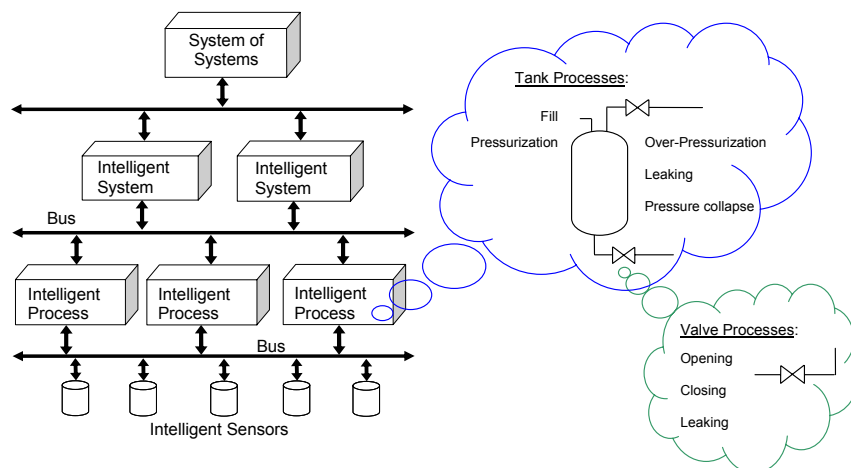 System of
Systems
Intelligent
System
Intelligent
System
Bus
Intelligent
Process
Intelligent
Process
Intelligent
Process
Bus
Intelligent Sensors
Tank Processes:
Fill
Pressurization
Over-Pressurization
Leaking
Pressure collapse
Valve Processes:
Opening
Closing
Leaking